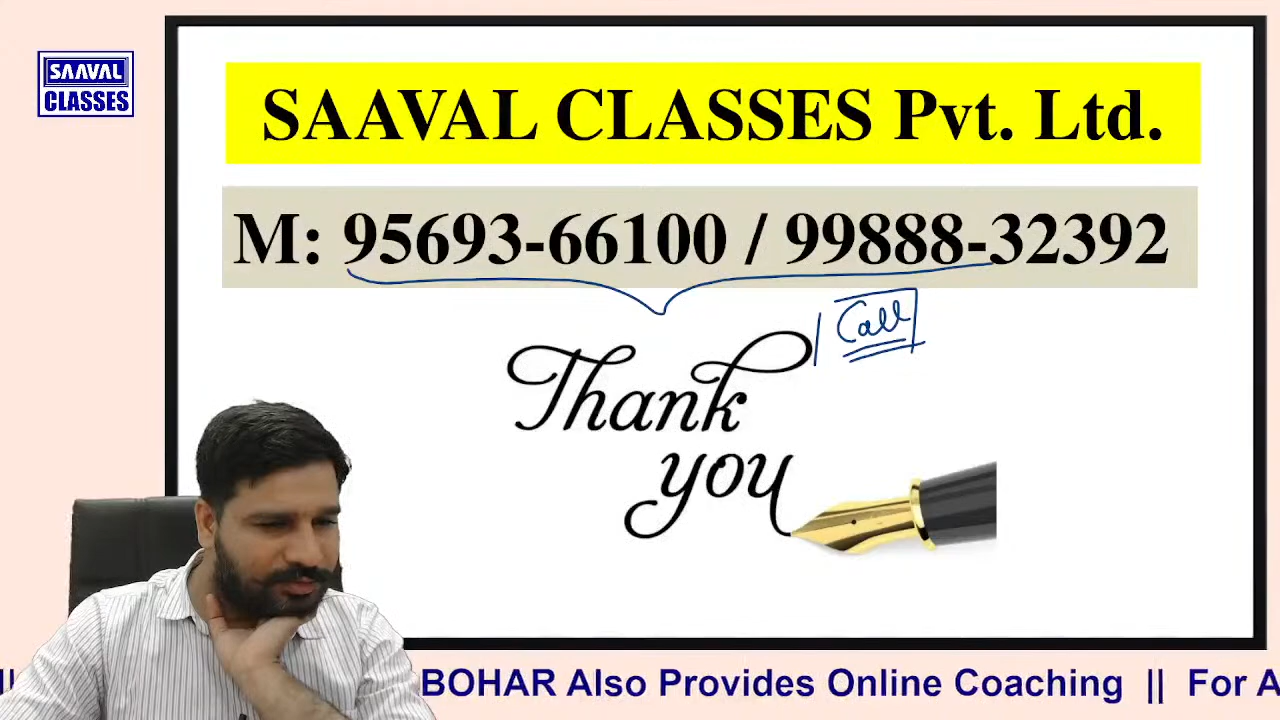 SAAVAL
CLASSES
SAAVAL CLASSES Pvt. Ltd.
M: 95693-66100 / 99888-32392
Call
Thank
you
BOHAR Also Provides Online Coaching || For A